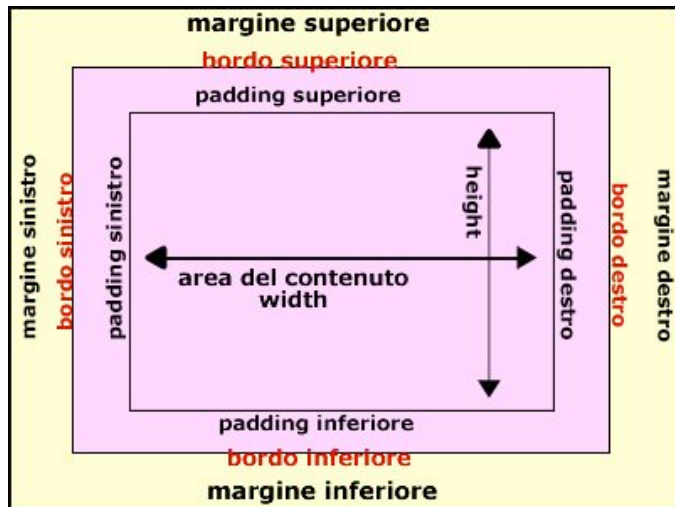 margine superiore
bordo superiore
padding superiore
margine sinistro
bordo sinistro
padding sinistro
height
area del contenuto
width
padding destro
bordo destro
margine destro
padding inferiore
bordo inferiore
margine inferiore